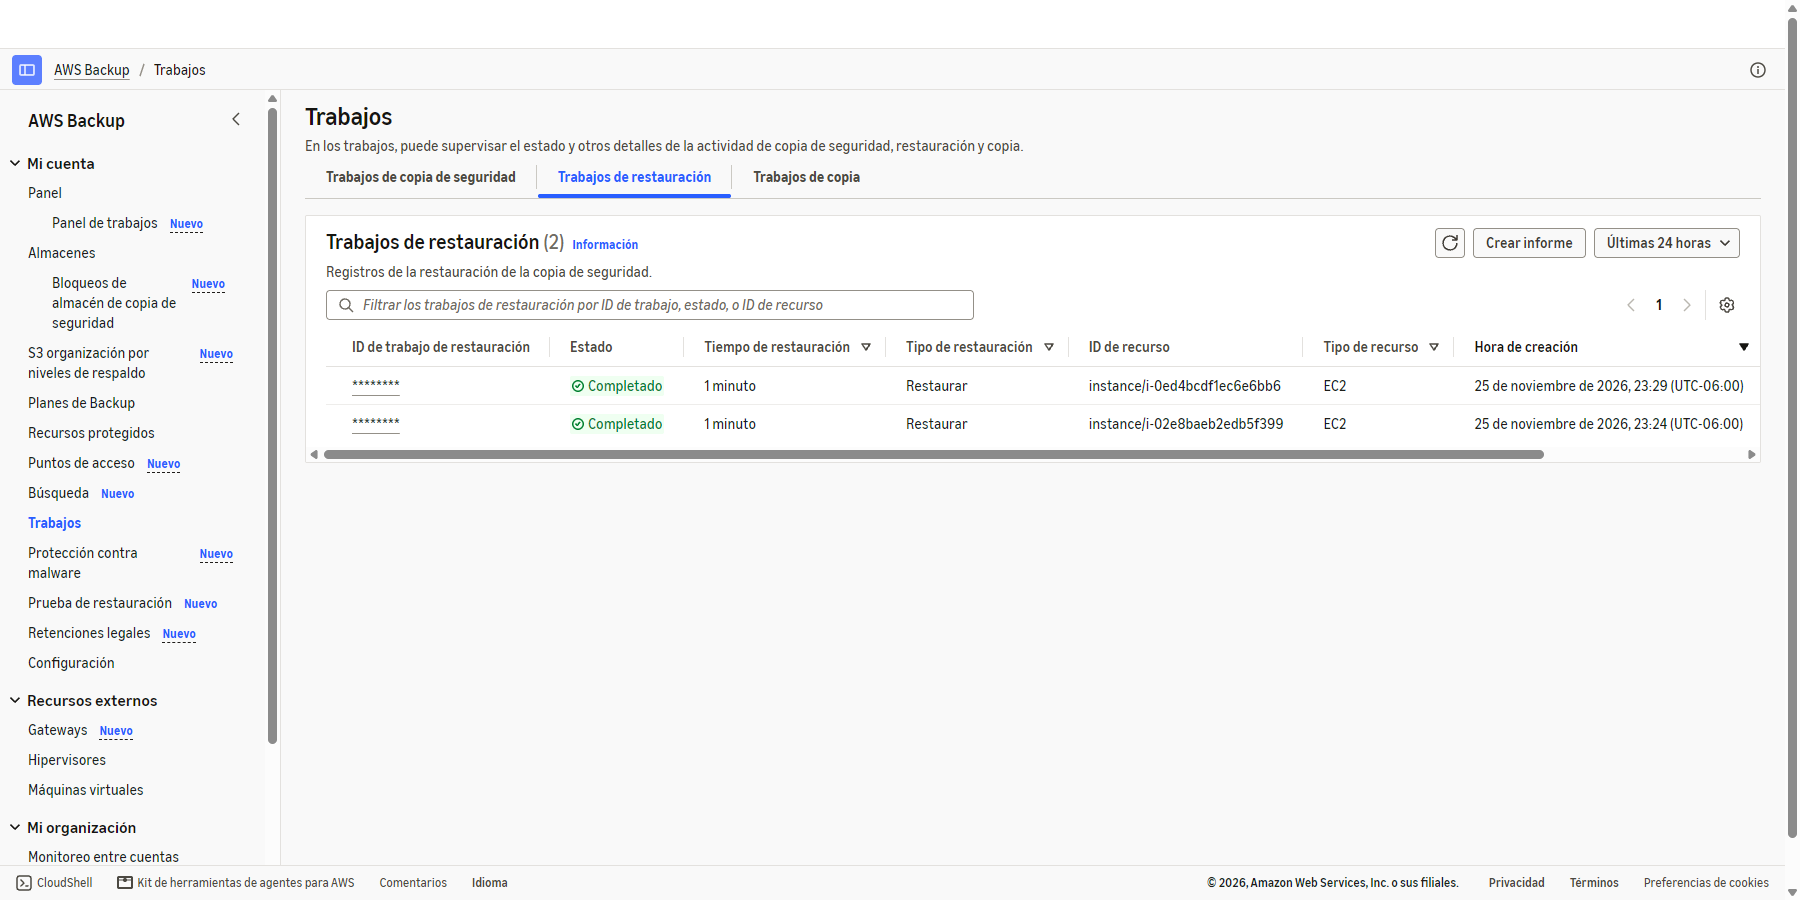 AWS Backup / Trabajos
AWS Backup
Mi cuenta
Panel
Panel de trabajos Nuevo
Almacenes
Bloqueos de almacén de copia de seguridad Nuevo
S3 organización por niveles de respaldo Nuevo
Planes de Backup
Recursos protegidos
Puntos de acceso Nuevo
Búsqueda Nuevo
Trabajos
Protección contra malware Nuevo
Prueba de restauración Nuevo
Retenciones legales Nuevo
Configuración
Recursos externos
Gateways Nuevo
Hipervisores
Máquinas virtuales
Mi organización
Monitoreo entre cuentas
Trabajos
En los trabajos, puede supervisar el estado y otros detalles de la actividad de copia de seguridad, restauración y copia.
Trabajos de copia de seguridad Trabajos de restauración Trabajos de copia
Trabajos de restauración (2) Información
Crear informe Últimas 24 horas
Registros de la restauración de la copia de seguridad.
Filtrar los trabajos de restauración por ID de trabajo, estado, o ID de recurso
1
ID de trabajo de restauración Estado Tiempo de restauración Tipo de restauración ID de recurso Tipo de recurso Hora de creación
******** Completado 1 minuto Restaurar instance/i-0ed4bcdf1ec6e6bb6 EC2 25 de noviembre de 2026, 23:29 (UTC-06:00)
******** Completado 1 minuto Restaurar instance/i-02e8baeb2edb5f399 EC2 25 de noviembre de 2026, 23:24 (UTC-06:00)
CloudShell Kit de herramientas de agentes para AWS Comentarios Idioma © 2026, Amazon Web Services, Inc. o sus filiales. Privacidad Términos Preferencias de cookies